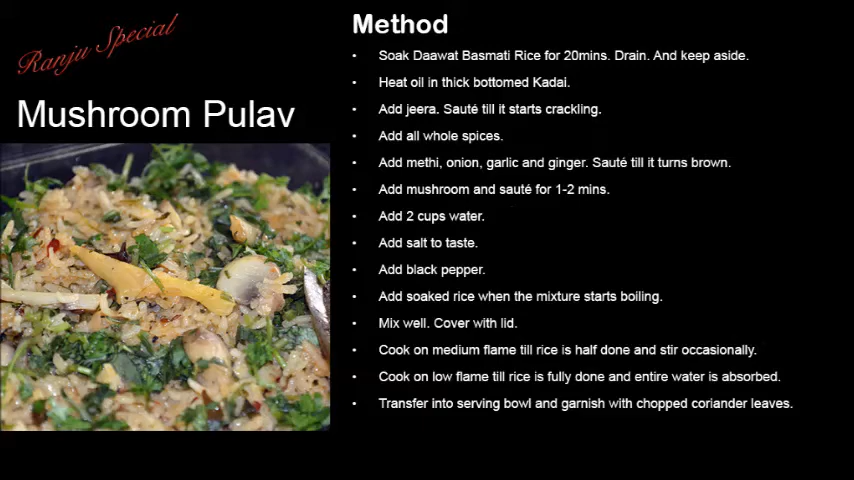 Ranju Special
Mushroom Pulav
Method
• Soak Daawat Basmati Rice for 20mins. Drain. And keep aside.
• Heat oil in thick bottomed Kadai.
• Add jeera. Sauté till it starts crackling.
• Add all whole spices.
• Add methi, onion, garlic and ginger. Sauté till it turns brown.
• Add mushroom and sauté for 1-2 mins.
• Add 2 cups water.
• Add salt to taste.
• Add black pepper.
• Add soaked rice when the mixture starts boiling.
• Mix well. Cover with lid.
• Cook on medium flame till rice is half done and stir occasionally.
• Cook on low flame till rice is fully done and entire water is absorbed.
• Transfer into serving bowl and garnish with chopped coriander leaves.